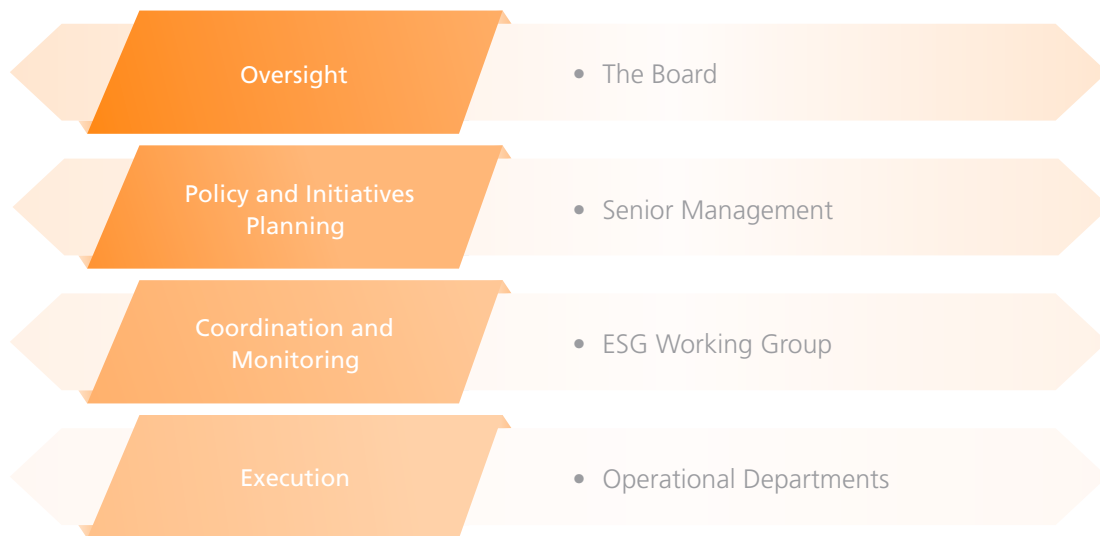 Oversight
• The Board
Policy and Initiatives
Planning
• Senior Management
Coordination and
Monitoring
• ESG Working Group
Execution
• Operational Departments